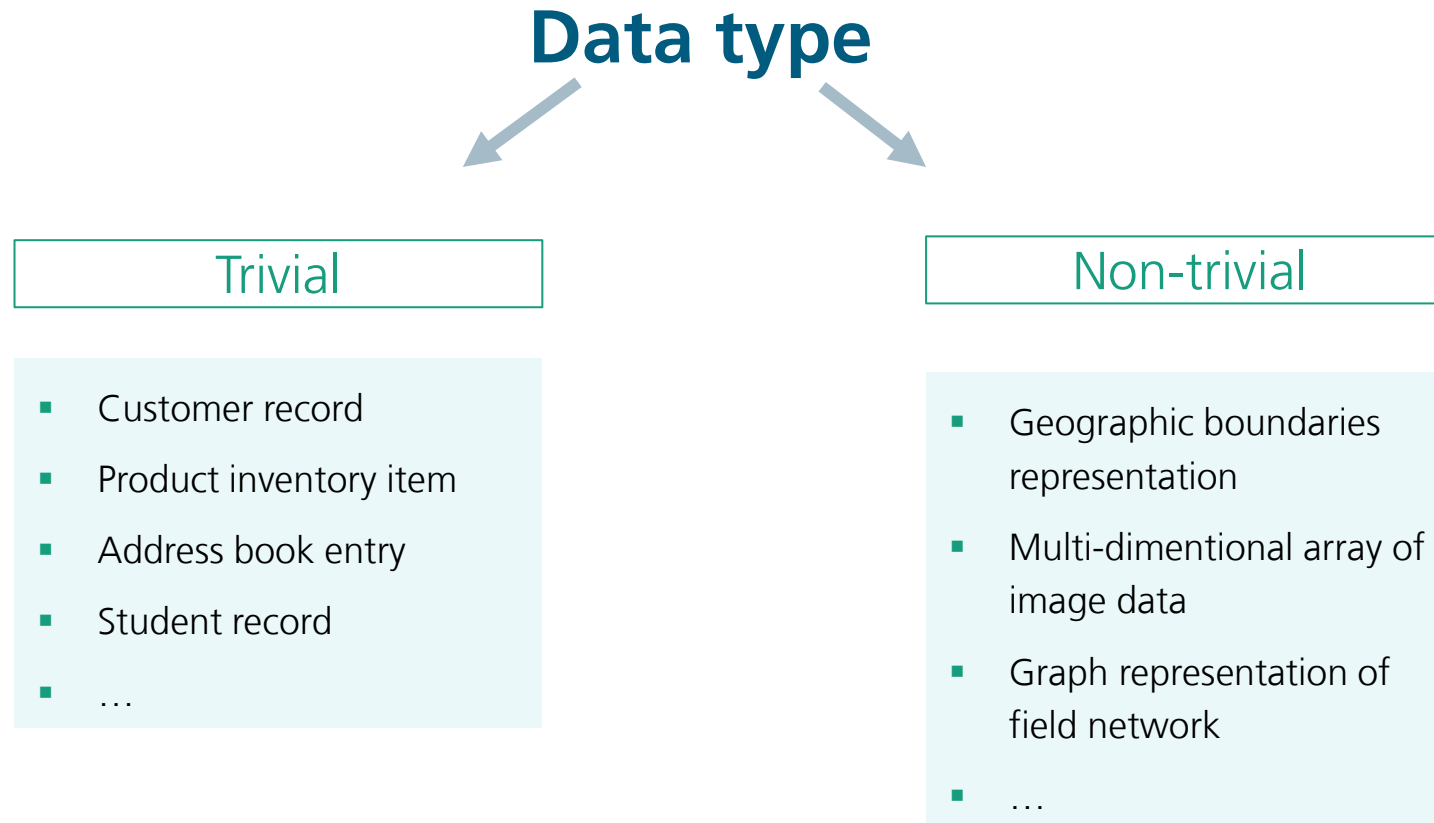 Data type
Trivial
▪ Customer record
▪ Product inventory item
▪ Address book entry
▪ Student record
▪ …
Non-trivial
▪ Geographic boundaries
representation
▪ Multi-dimentional array of
image data
▪ Graph representation of
field network
▪ …